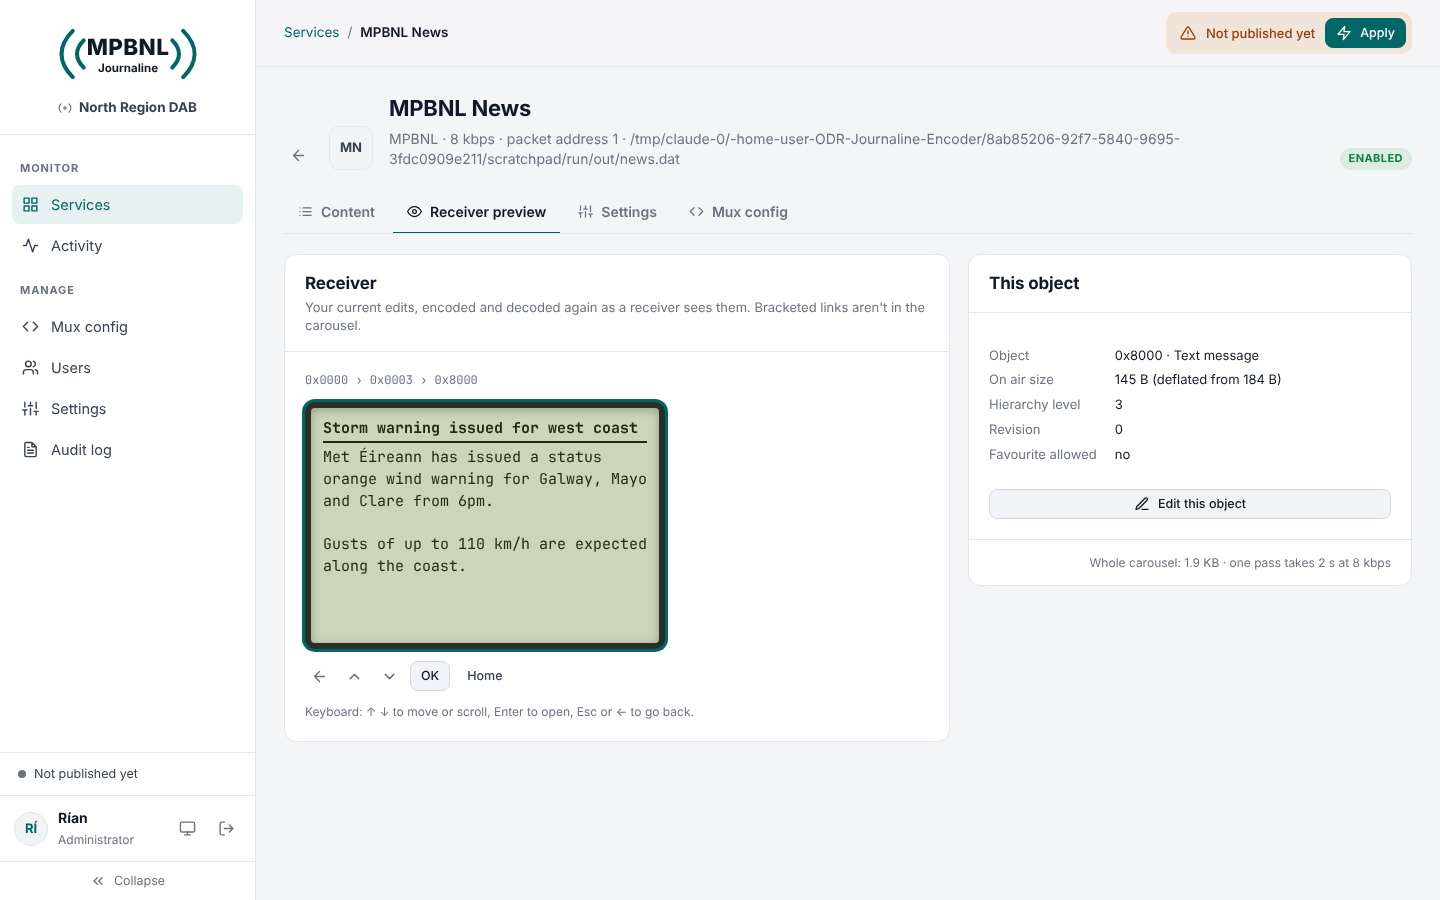 MPBNL
Journaline
North Region DAB
MONITOR
Services
Activity
MANAGE
Mux config
Users
Settings
Audit log
Not published yet
RÍ
Rían
Administrator
Collapse
Services / MPBNL News
Not published yet
Apply
MN
MPBNL News
MPBNL · 8 kbps · packet address 1 · /tmp/claude-0/-home-user-ODR-Journaline-Encoder/8ab85206-92f7-5840-9695-
3fdc0909e211/scratchpad/run/out/news.dat
ENABLED
Content
Receiver preview
Settings
Mux config
Receiver
Your current edits, encoded and decoded again as a receiver sees them. Bracketed links aren't in the
carousel.
0x0000 › 0x0003 › 0x8000
Storm warning issued for west coast
Met Éireann has issued a status
orange wind warning for Galway, Mayo
and Clare from 6pm.
Gusts of up to 110 km/h are expected
along the coast.
OK
Home
Keyboard: ↑ ↓ to move or scroll, Enter to open, Esc or ← to go back.
This object
Object 0x8000 · Text message
On air size 145 B (deflated from 184 B)
Hierarchy level 3
Revision 0
Favourite allowed no
Edit this object
Whole carousel: 1.9 KB · one pass takes 2 s at 8 kbps